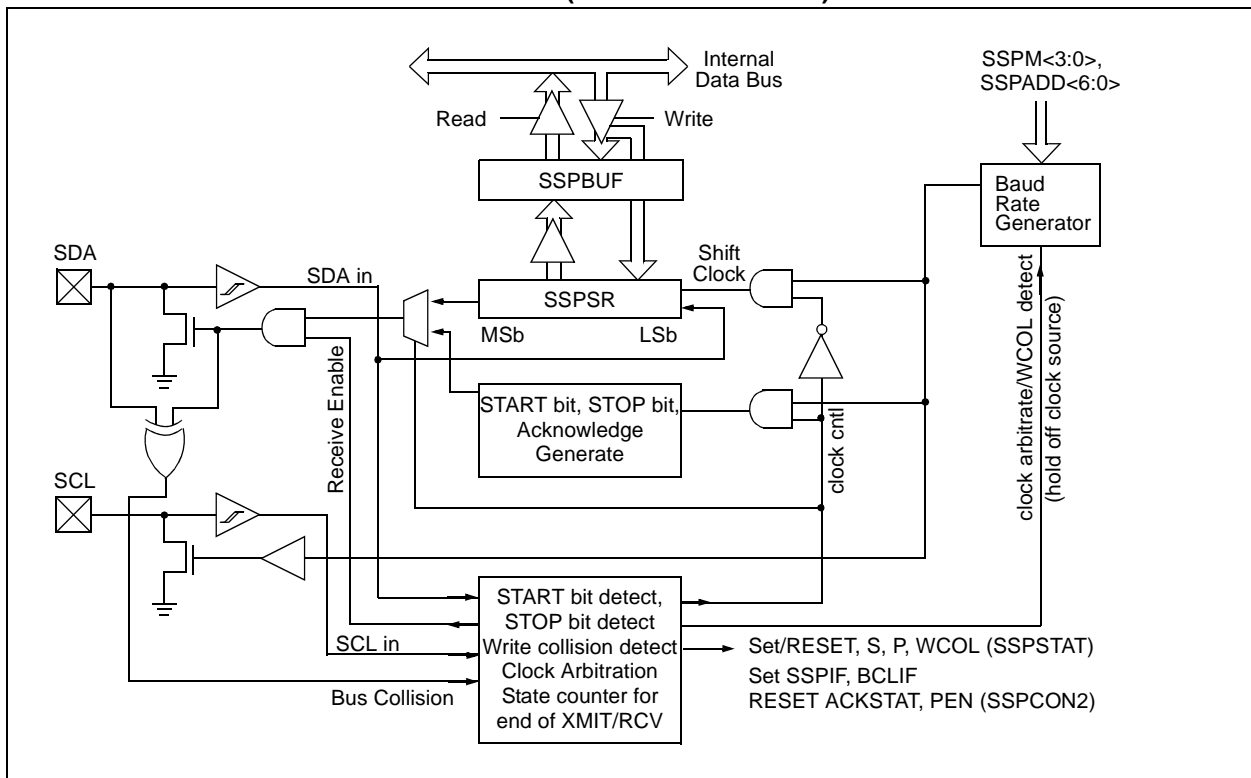 Internal
Data Bus
SSPM<3:0>,
SSPADD<6:0>
Read
Write
SSPBUF
Baud
Rate
Generator
SDA
SDA in
Shift
Clock
SSPSR
MSb
LSb
START bit, STOP bit,
Acknowledge
Generate
Receive Enable
clock cntl
clock arbitrate/WCOL detect
(hold off clock source)
SCL
SCL in
Bus Collision
START bit detect,
STOP bit detect
Write collision detect
Clock Arbitration
State counter for
end of XMIT/RCV
Set/RESET, S, P, WCOL (SSPSTAT)
Set SSPIF, BCLIF
RESET ACKSTAT, PEN (SSPCON2)